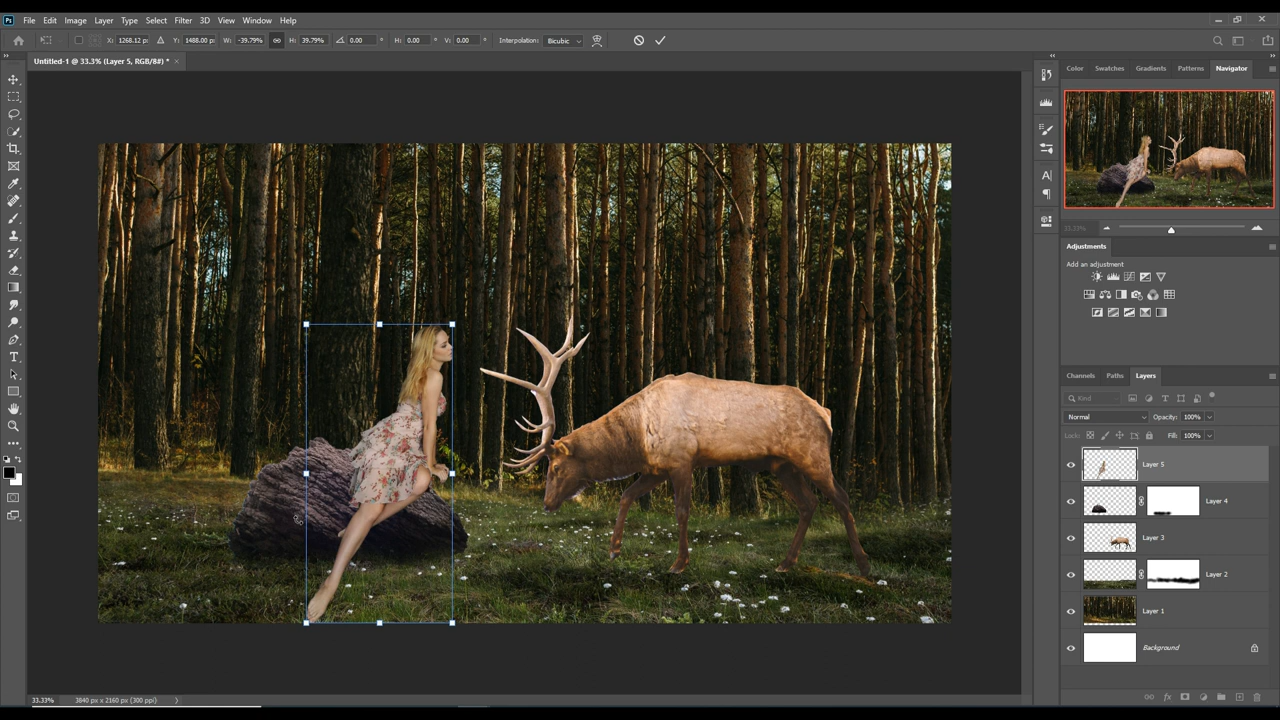 Ps File Edit Image Layer Type Select Filter 3D View Window Help
X: 1268.12 p Y: 1488.00 p W: -39.79% H: 39.79% 0.00 ° H: 0.00 ° V: 0.00 ° Interpolation: Bicubic
Untitled-1 @ 33.3% (Layer 5, RGB/8#) * ×
Color Swatches Gradients Patterns Navigator
33.33%
Adjustments
Add an adjustment
Channels Paths Layers
Kind
Normal Opacity: 100%
Lock: Fill: 100%
Layer 5
Layer 4
Layer 3
Layer 2
Layer 1
Background
33.33% 3840 px x 2160 px (300 ppi)